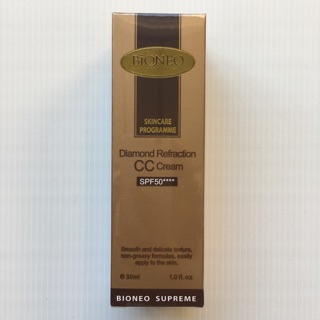 BIONEO
SKINCARE
PROGRAMME
Diamond Refraction
CC Cream
SPF50****
Smooth and delicate texture,
non-greasy formulas, easily
apply to the skin.
℮ 30ml 1.0 fl.oz
BIONEO SUPREME